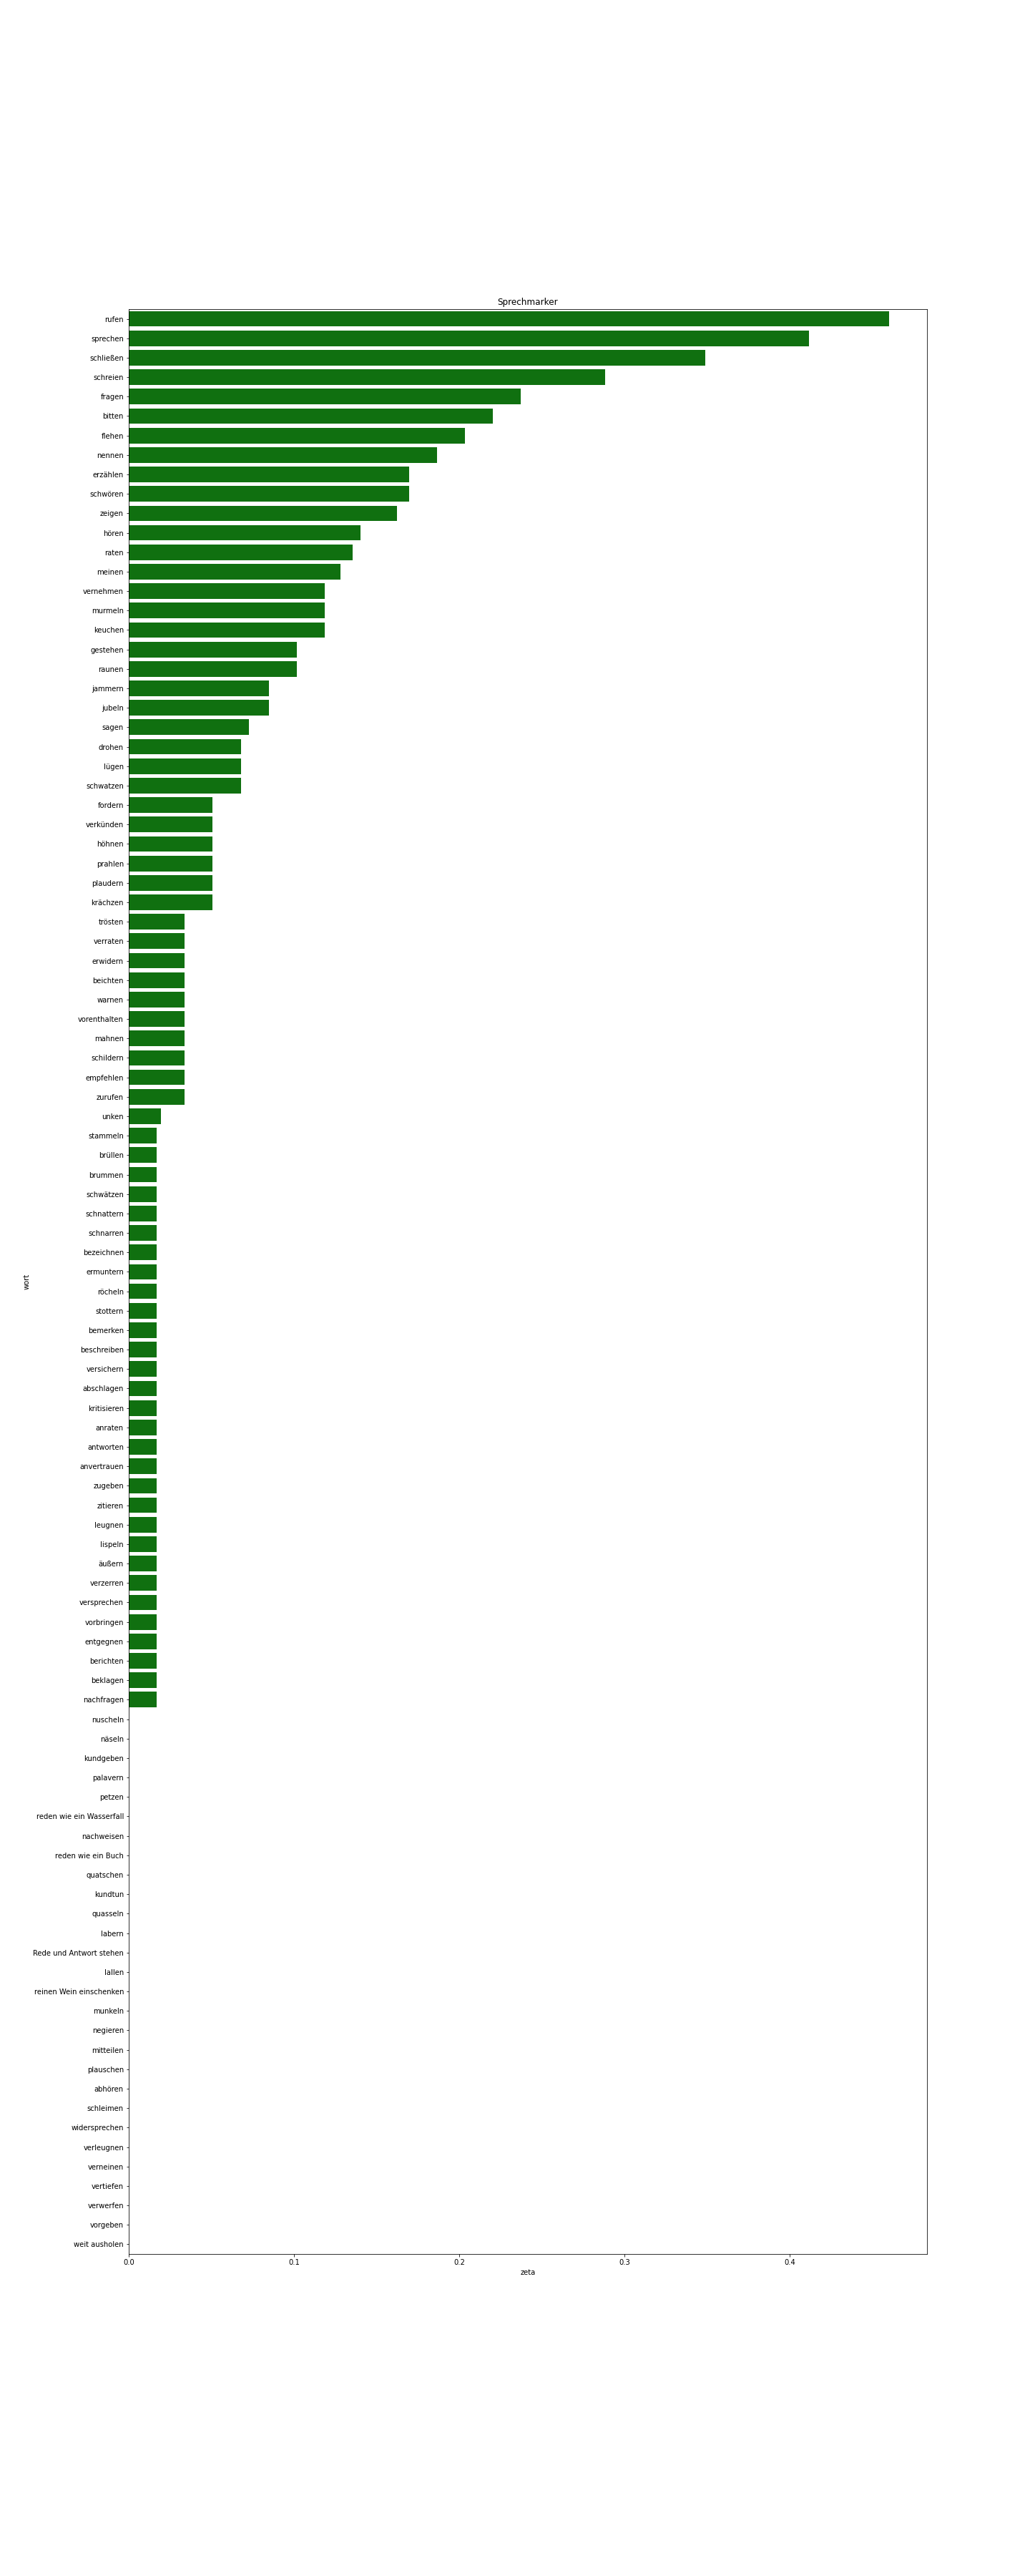 Sprechmarker
rufen
sprechen
schließen
schreien
fragen
bitten
flehen
nennen
erzählen
schwören
zeigen
hören
raten
meinen
vernehmen
murmeln
keuchen
gestehen
raunen
jammern
jubeln
sagen
drohen
lügen
schwatzen
fordern
verkünden
höhnen
prahlen
plaudern
krächzen
trösten
verraten
erwidern
beichten
warnen
vorenthalten
mahnen
schildern
empfehlen
zurufen
unken
stammeln
brüllen
brummen
schwätzen
schnattern
schnarren
bezeichnen
ermuntern
röcheln
stottern
bemerken
beschreiben
versichern
abschlagen
kritisieren
anraten
antworten
anvertrauen
zugeben
zitieren
leugnen
lispeln
äußern
verzerren
versprechen
vorbringen
entgegnen
berichten
beklagen
nachfragen
nuscheln
näseln
kundgeben
palavern
petzen
reden wie ein Wasserfall
nachweisen
reden wie ein Buch
quatschen
kundtun
quasseln
labern
Rede und Antwort stehen
lallen
reinen Wein einschenken
munkeln
negieren
mitteilen
plauschen
abhören
schleimen
widersprechen
verleugnen
verneinen
vertiefen
verwerfen
vorgeben
weit ausholen
wort
0.0 0.1 0.2 0.3 0.4
zeta